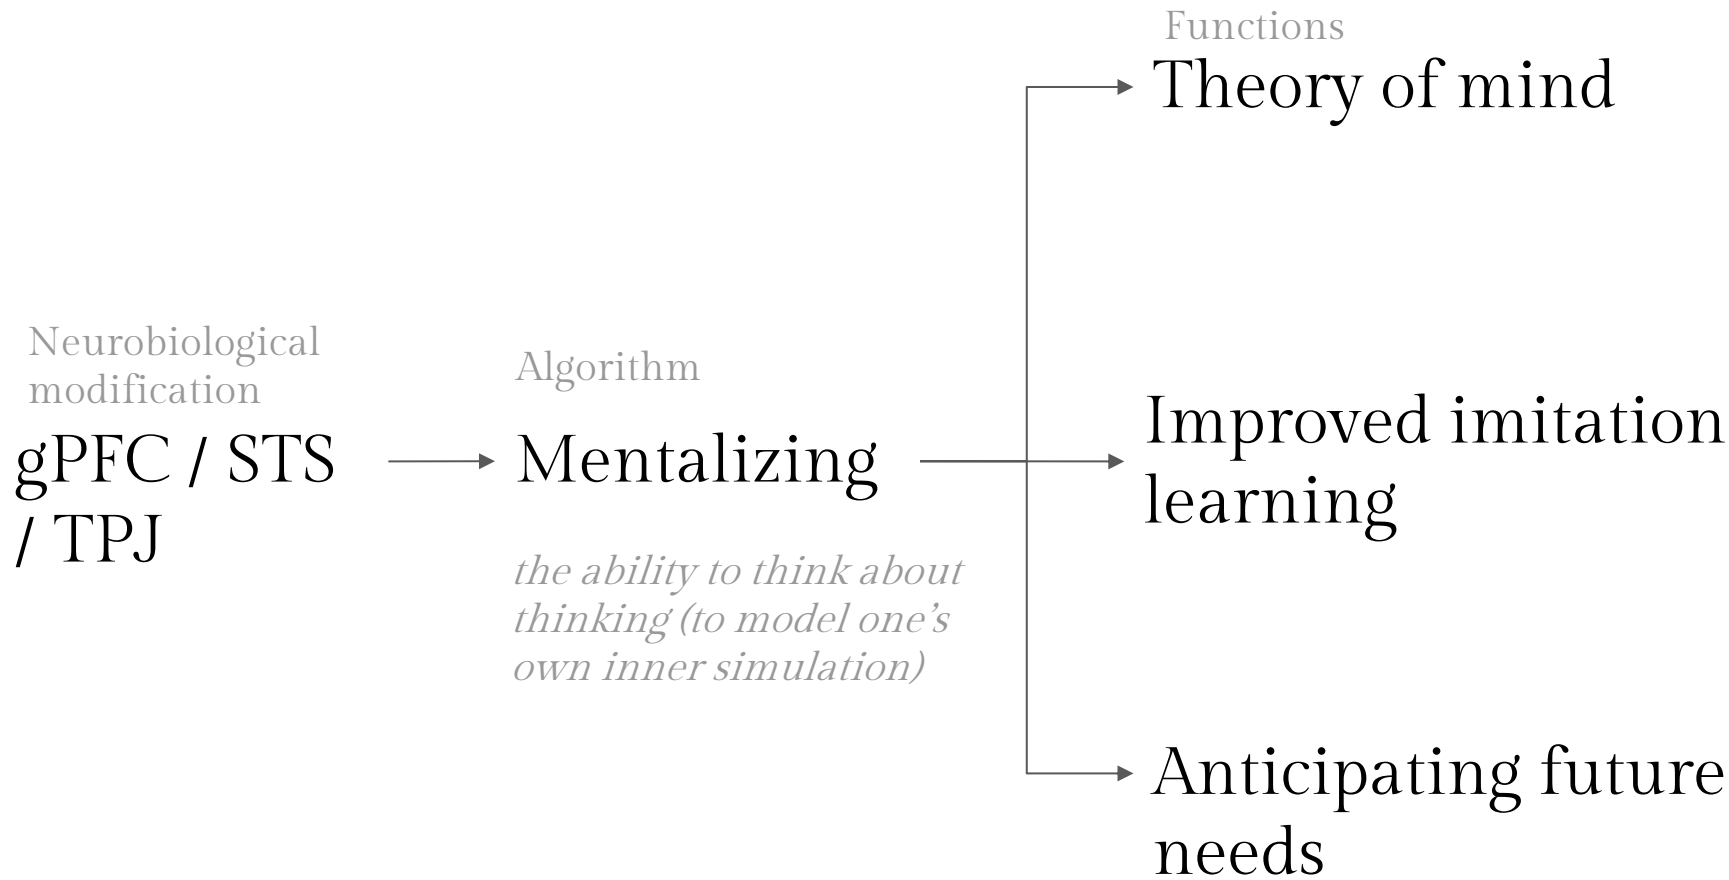 Neurobiological
modification
gPFC / STS
/ TPJ
Algorithm
Mentalizing
the ability to think about
thinking (to model one’s
own inner simulation)
Functions
Theory of mind
Improved imitation
learning
Anticipating future
needs